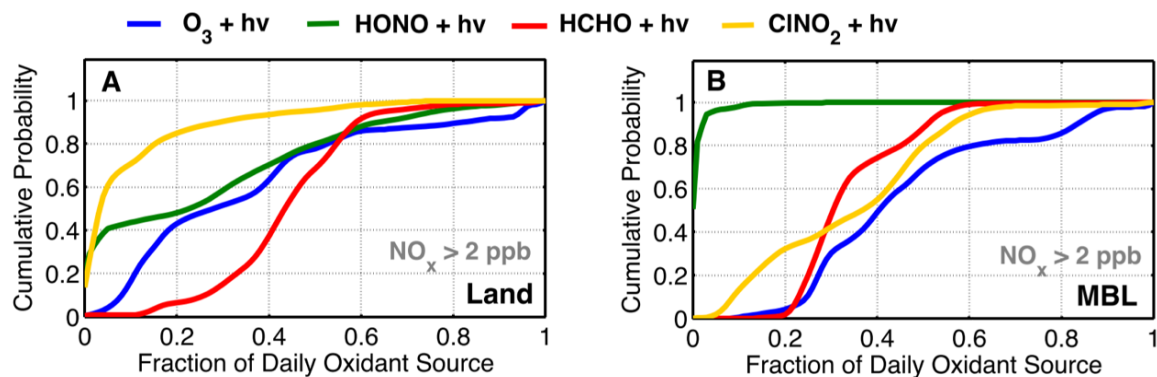 O3 + hv HONO + hv HCHO + hv ClNO2 + hv
A
Cumulative Probability
1
0.8
0.6
0.4
0.2
0
NOx > 2 ppb
Land
0 0.2 0.4 0.6 0.8 1
Fraction of Daily Oxidant Source
B
Cumulative Probability
1
0.8
0.6
0.4
0.2
0
NOx > 2 ppb
MBL
0 0.2 0.4 0.6 0.8 1
Fraction of Daily Oxidant Source